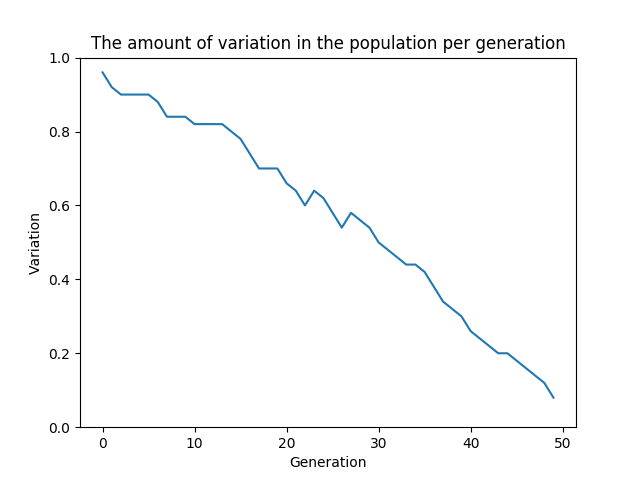 The amount of variation in the population per generation
1.0
0.8
0.6
0.4
0.2
0.0
Variation
0 10 20 30 40 50
Generation